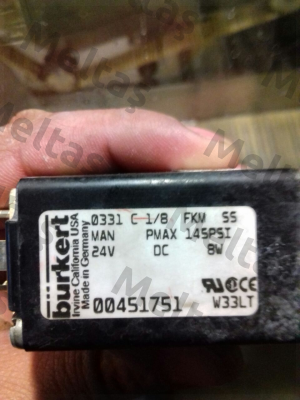 burkert
Irvine California USA
Made in Germany
0331 C 1/8 FKM SS
MAN PMAX 145PSI
24V DC 8W
00451751
W33LT
Meltaş